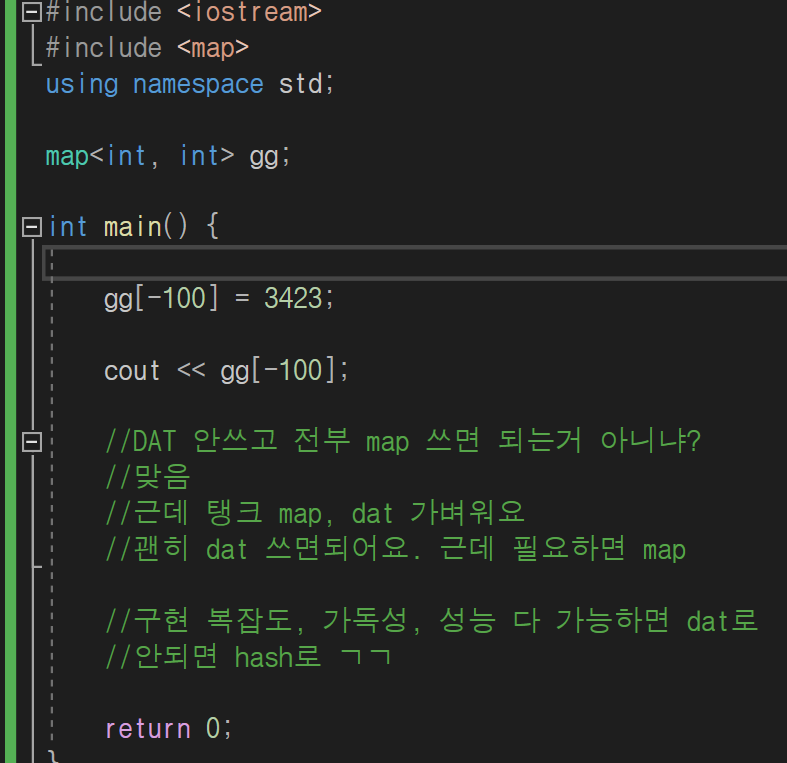 #include <iostream>
#include <map>
using namespace std;
map<int, int> gg;
int main() {
gg[-100] = 3423;
cout << gg[-100];
//DAT 안쓰고 전부 map 쓰면 되는거 아니냐?
//맞음
//근데 탱크 map, dat 가벼워요
//괜히 dat 쓰면되어요. 근데 필요하면 map
//구현 복잡도, 가독성, 성능 다 가능하면 dat로
//안되면 hash로 ㄱㄱ
return 0;
}